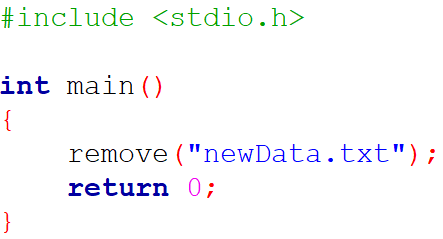 #include <stdio.h>
int main()
{
    remove("newData.txt");
    return 0;
}